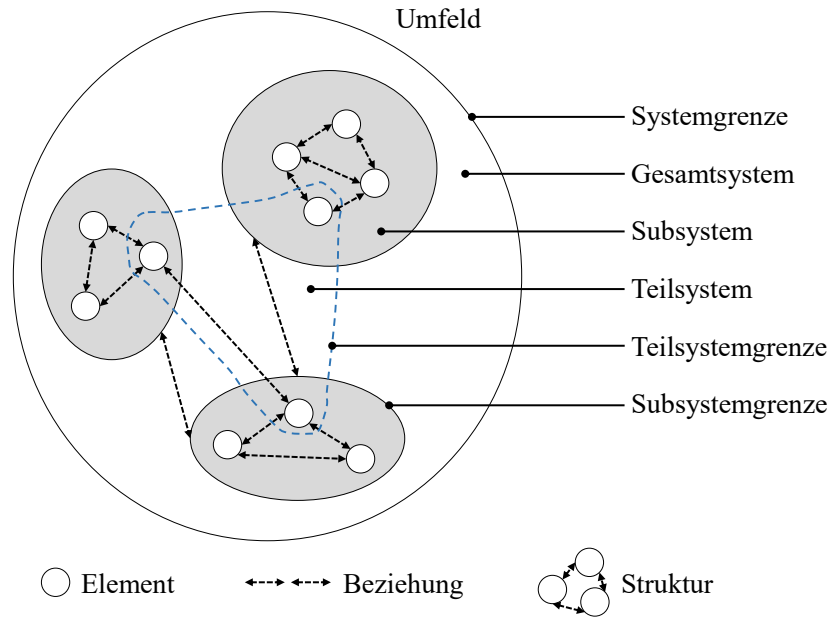 Umfeld
Systemgrenze
Gesamtsystem
Subsystem
Teilsystem
Teilsystemgrenze
Subsystemgrenze
Element
Beziehung
Struktur